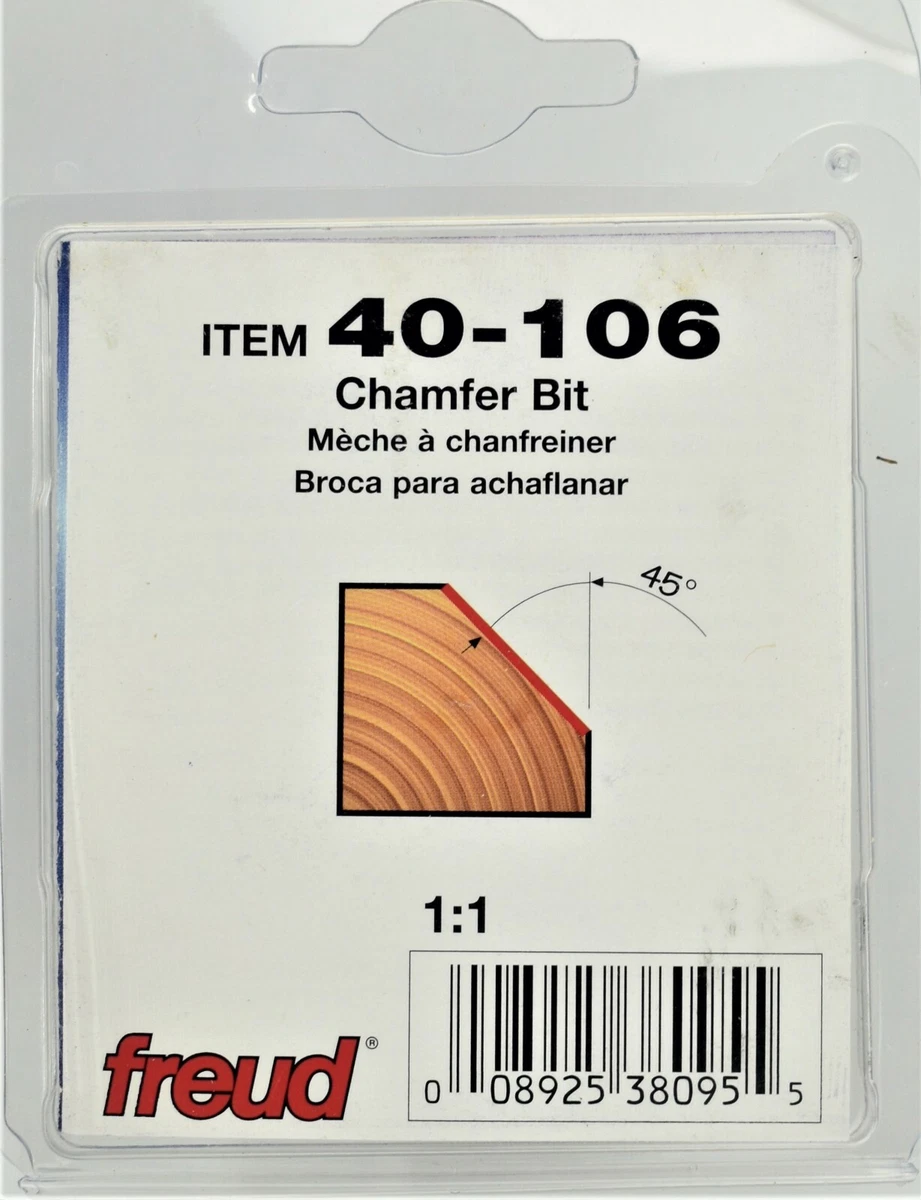 ITEM 40-106
Chamfer Bit
Mèche à chanfreiner
Broca para achaflanar
45°
1:1
freud®
0 08925 38095 5